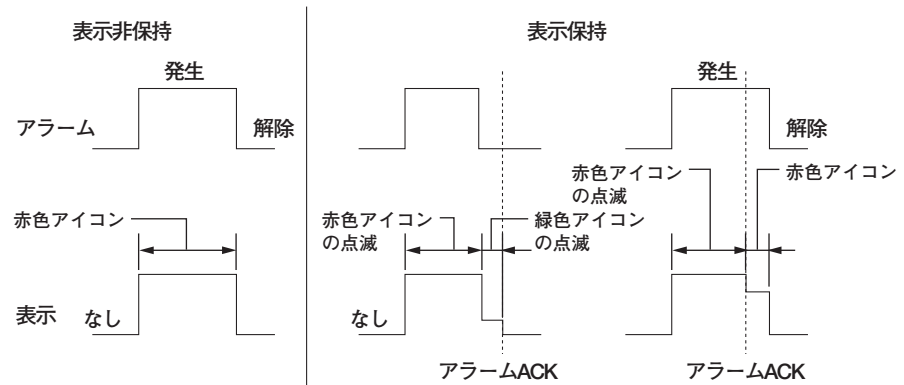 表示非保持
発生
アラーム
解除
赤色アイコン
表示
なし
表示保持
発生
解除
赤色アイコン
の点滅
緑色アイコン
の点滅
赤色アイコン
の点滅
赤色アイコン
なし
アラームACK
アラームACK